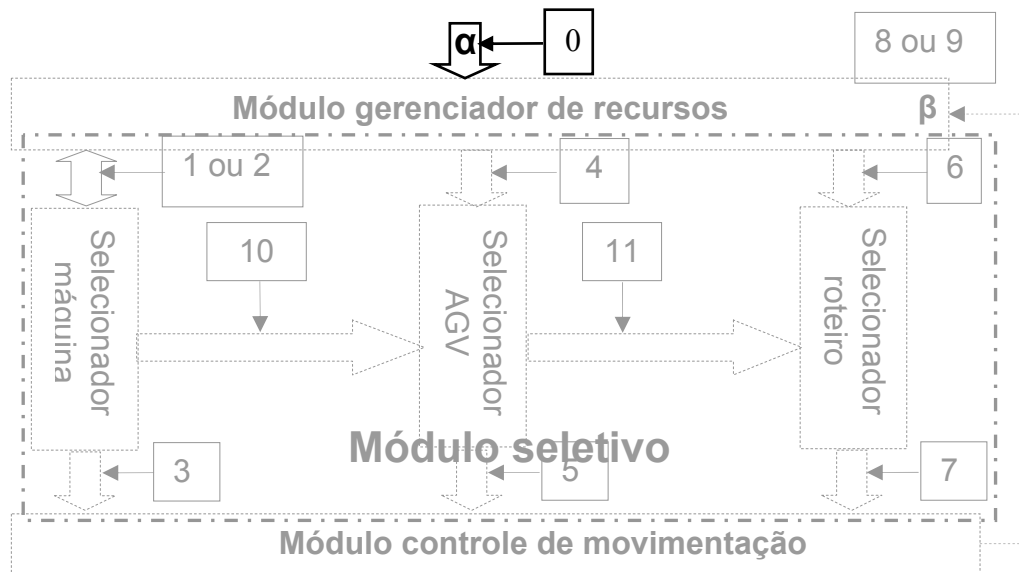 α
0
8 ou 9
Módulo gerenciador de recursos
β
1 ou 2
4
6
Selecionador
máquina
10
Selecionador
AGV
11
Selecionador
roteiro
Módulo seletivo
3
5
7
Módulo controle de movimentação